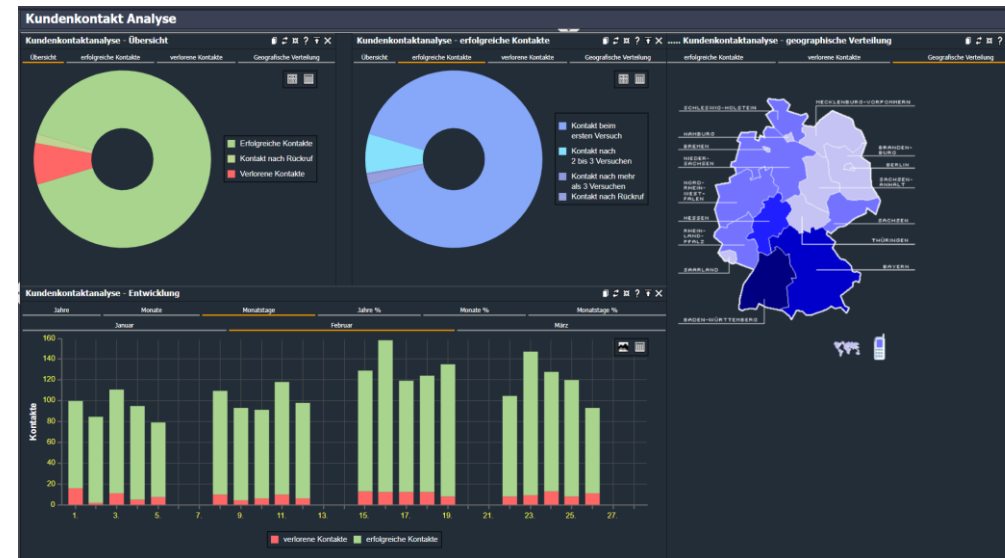 Kundenkontakt Analyse
Kundenkontaktanalyse - Übersicht
Übersicht erfolgreiche Kontakte verlorene Kontakte Geografische Verteilung
Erfolgreiche Kontakte
Kontakt nach Rückruf
Verlorene Kontakte
Kundenkontaktanalyse - erfolgreiche Kontakte
Übersicht erfolgreiche Kontakte verlorene Kontakte Geografische Verteilung
Kontakt beim
ersten Versuch
Kontakt nach
2 bis 3 Versuchen
Kontakt nach mehr
als 3 Versuchen
Kontakt nach Rückruf
..... Kundenkontaktanalyse - geographische Verteilung
erfolgreiche Kontakte verlorene Kontakte Geografische Verteilung
SCHLESWIG-HOLSTEIN
MECKLENBURG-VORPOMMERN
HAMBURG
BREMEN
NIEDER-
SACHSEN
NORD-
RHEIN-
WEST-
FALEN
HESSEN
RHEIN-
LAND-
PFALZ
SAARLAND
BADEN-WÜRTTEMBERG
BRANDEN-
BURG
BERLIN
SACHSEN-
ANHALT
SACHSEN
THÜRINGEN
BAYERN
Kundenkontaktanalyse - Entwicklung
Jahre Monate Monatstage Jahre % Monate % Monatstage %
Januar Februar März
Kontakte
160
140
120
100
80
60
40
20
0
1. 3. 5. 7. 9. 11. 13. 15. 17. 19. 21. 23. 25. 27.
verlorene Kontakte erfolgreiche Kontakte